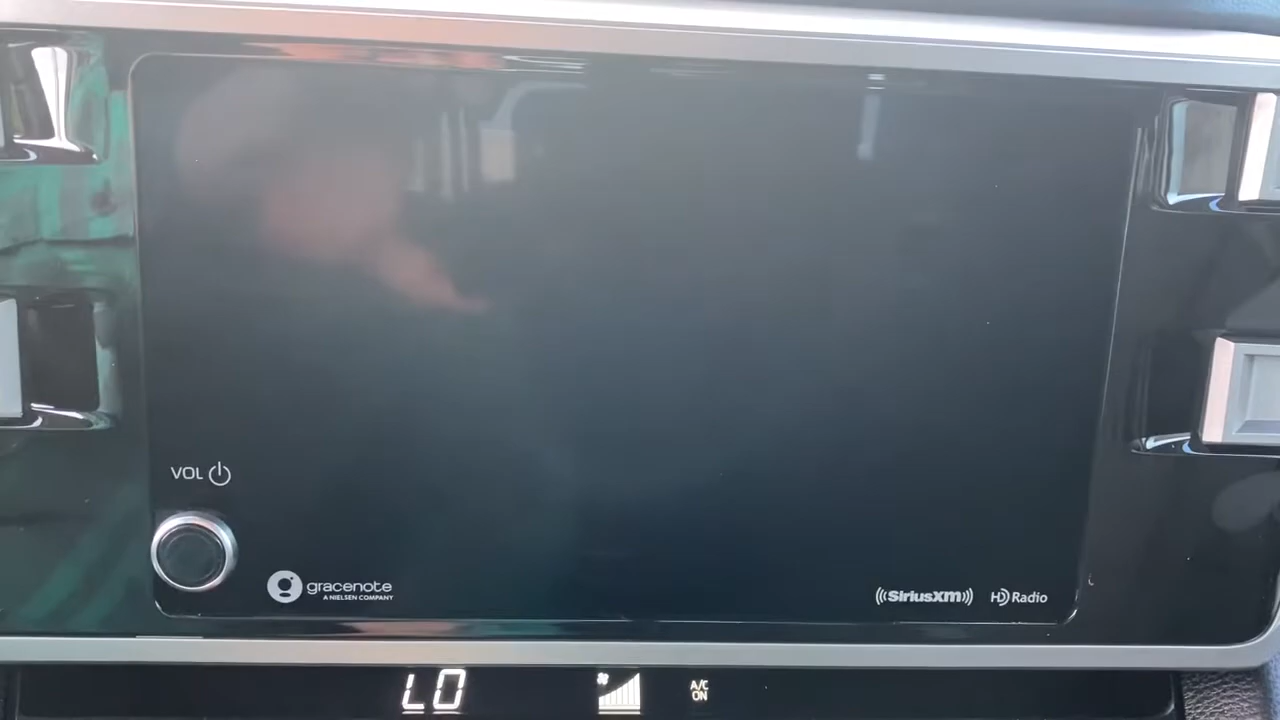 VOL
gracenote
A NIELSEN COMPANY
SiriusXM
HD Radio
LO
A/C
ON